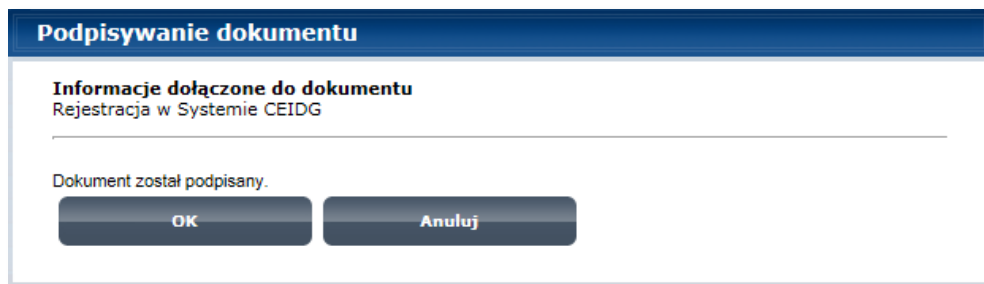 Podpisywanie dokumentu
Informacje dołączone do dokumentu
Rejestracja w Systemie CEIDG
Dokument został podpisany.
OK
Anuluj